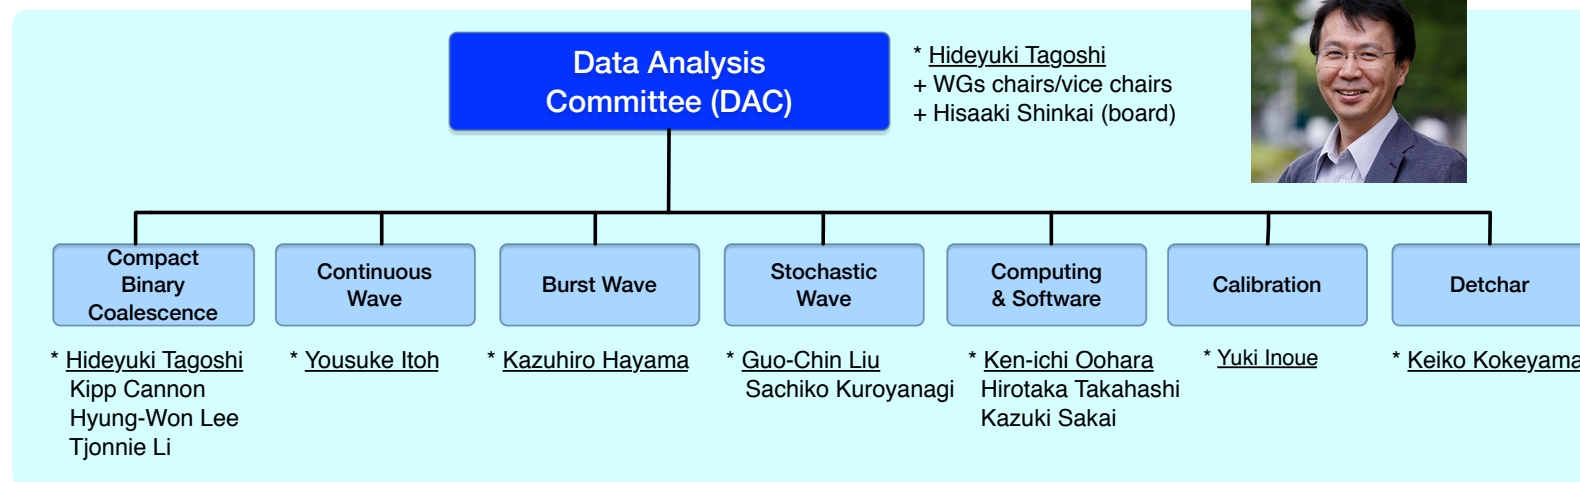 Data Analysis
Committee (DAC)
* Hideyuki Tagoshi
+ WGs chairs/vice chairs
+ Hisaaki Shinkai (board)
Compact
Binary
Coalescence
* Hideyuki Tagoshi
Kipp Cannon
Hyung-Won Lee
Tjonnie Li
Continuous
Wave
* Yousuke Itoh
Burst Wave
* Kazuhiro Hayama
Stochastic
Wave
* Guo-Chin Liu
Sachiko Kuroyanagi
Computing
& Software
* Ken-ichi Oohara
Hirotaka Takahashi
Kazuki Sakai
Calibration
* Yuki Inoue
Detchar
* Keiko Kokeyama